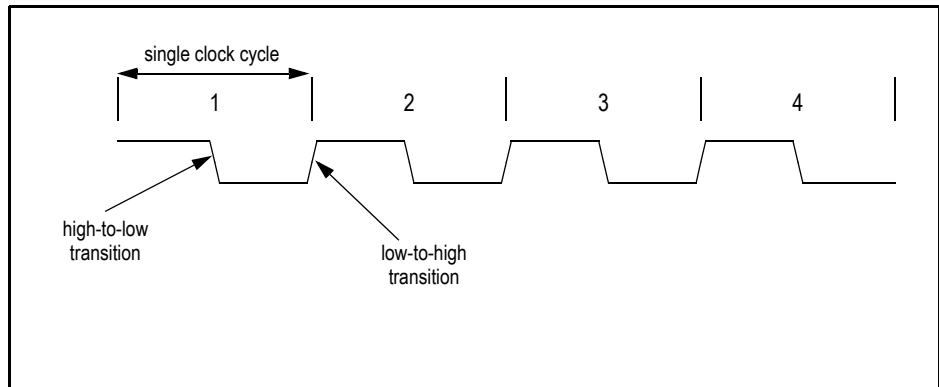 single clock cycle
1 2 3 4
high-to-low
transition
low-to-high
transition